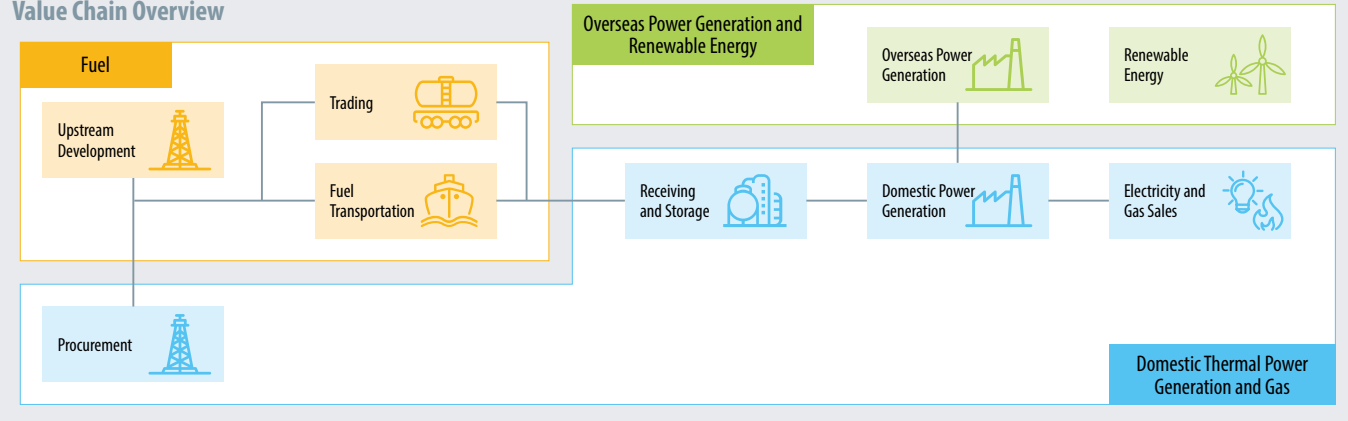 Value Chain Overview
Fuel
Upstream
Development
Trading
Fuel
Transportation
Overseas Power Generation and
Renewable Energy
Overseas Power
Generation
Renewable
Energy
Receiving
and Storage
Domestic Power
Generation
Electricity and
Gas Sales
Procurement
Domestic Thermal Power
Generation and Gas